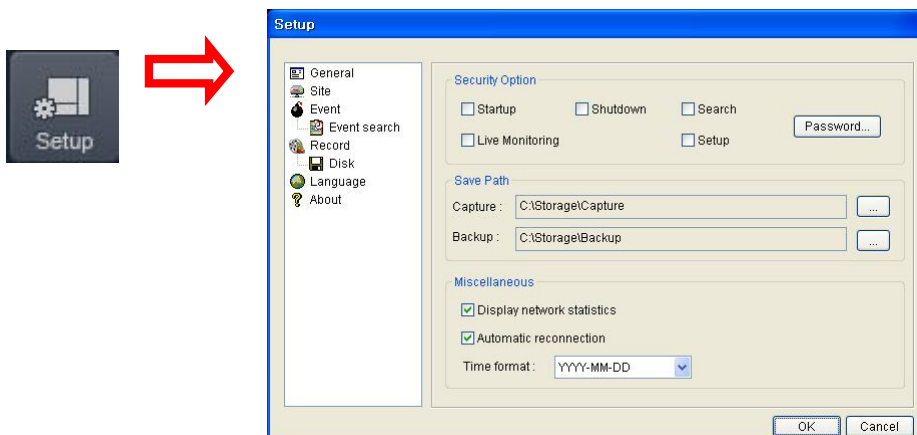 Setup
Setup
General
Site
Event
Event search
Record
Disk
Language
About
Security Option
Startup
Shutdown
Search
Live Monitoring
Setup
Password...
Save Path
Capture :
C:\Storage\Capture
...
Backup :
C:\Storage\Backup
...
Miscellaneous
Display network statistics
Automatic reconnection
Time format :
YYYY-MM-DD
OK
Cancel